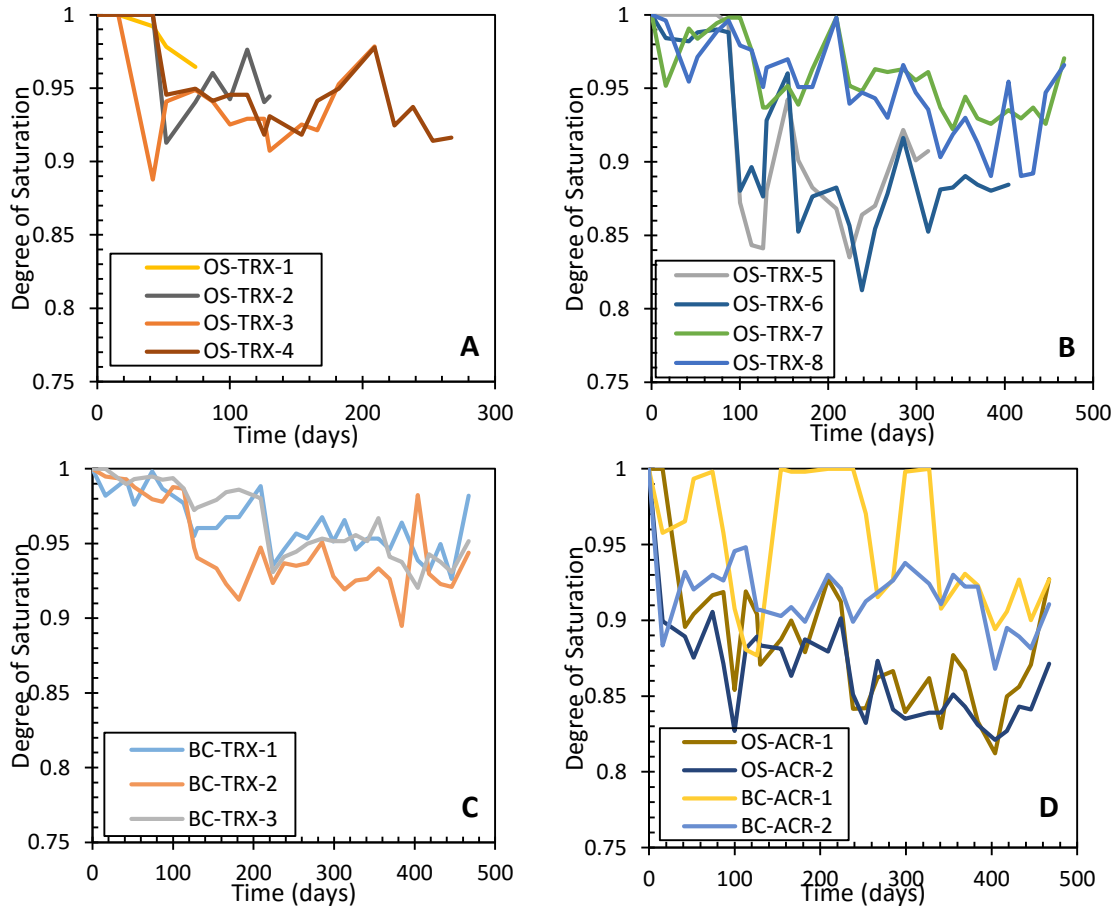 Degree of Saturation
1
0.95
0.9
0.85
0.8
0.75
OS-TRX-1
OS-TRX-2
OS-TRX-3
OS-TRX-4
A
0
100
200
300
Time (days)
Degree of Saturation
1
0.95
0.9
0.85
0.8
0.75
OS-TRX-5
OS-TRX-6
OS-TRX-7
OS-TRX-8
B
0
100
200
300
400
500
Time (days)
Degree of Saturation
1
0.95
0.9
0.85
0.8
0.75
BC-TRX-1
BC-TRX-2
BC-TRX-3
C
0
100
200
300
400
500
Time (days)
Degree of Saturation
1
0.95
0.9
0.85
0.8
0.75
OS-ACR-1
OS-ACR-2
BC-ACR-1
BC-ACR-2
D
0
100
200
300
400
500
Time (days)